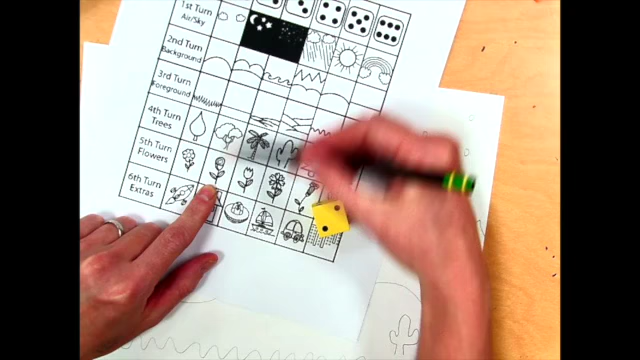 1st Turn
Air/Sky
2nd Turn
Background
3rd Turn
Foreground
4th Turn
Trees
5th Turn
Flowers
6th Turn
Extras